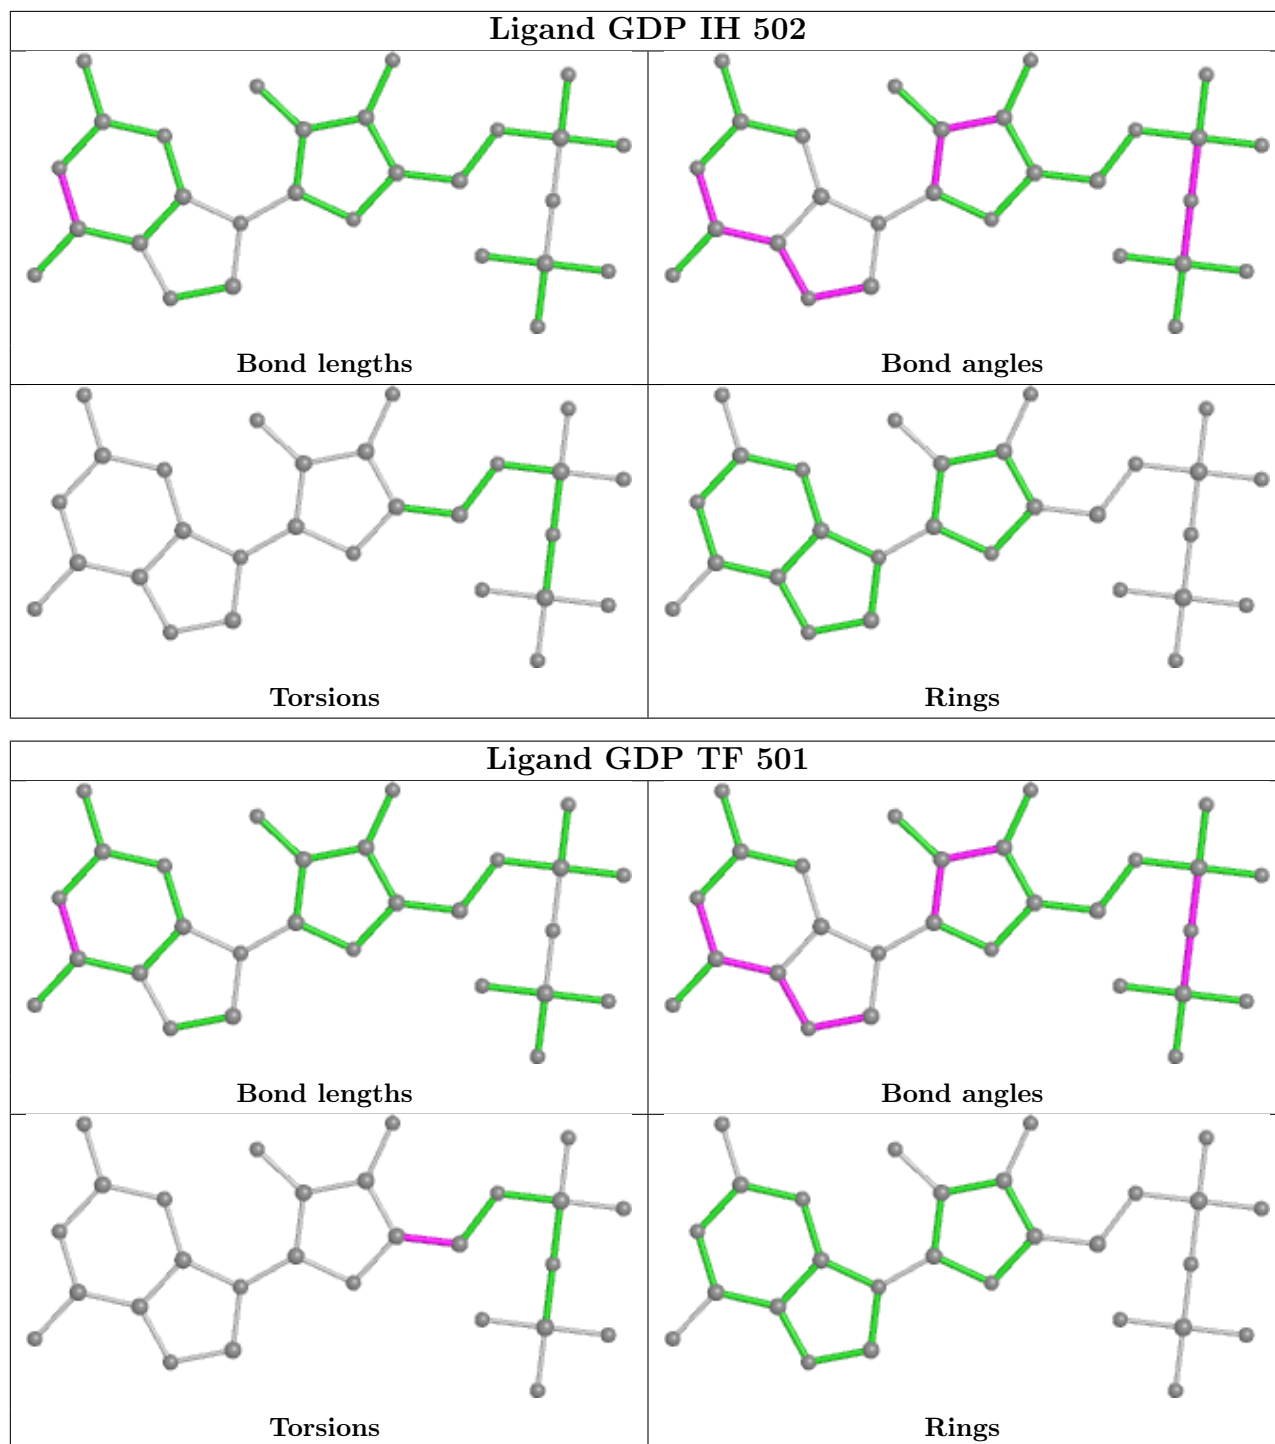 Ligand GDP IH 502
Bond lengths
Bond angles
Torsions
Rings
Ligand GDP TF 501
Bond lengths
Bond angles
Torsions
Rings